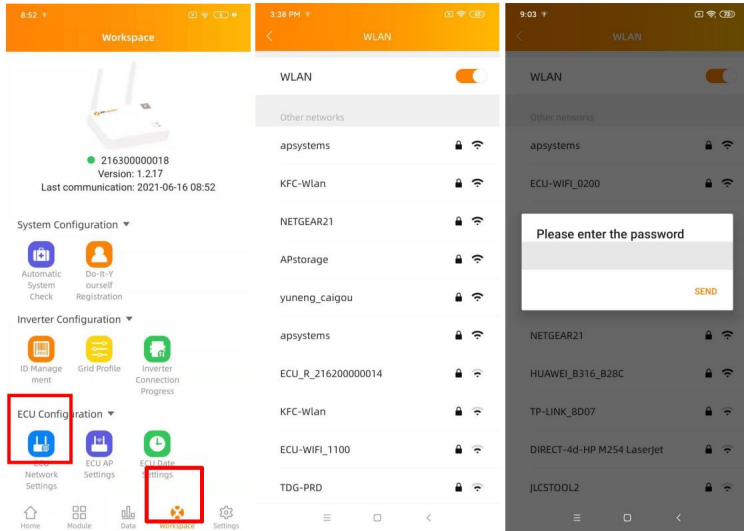 8:52
Workspace
216300000018
Version: 1.2.17
Last communication: 2021-06-16 08:52
System Configuration ▼
Automatic
System
Check
Do-It-Y
ourself
Registration
Inverter Configuration ▼
ID Manage
ment
Grid Profile
Inverter
Connection
Progress
ECU Configuration ▼
ECU
Network
Settings
ECU AP
Settings
ECU Date
Settings
Home
Module
Data
Workspace
Settings
3:38 PM
WLAN
WLAN
Other networks
apsystems
KFC-Wlan
NETGEAR21
APstorage
yuneng_caigou
apsystems
ECU_R_216200000014
KFC-Wlan
ECU-WIFI_1100
TDG-PRD
9:03
WLAN
WLAN
Other networks
apsystems
ECU-WIFI_0200
Please enter the password
SEND
NETGEAR21
HUAWEI_B316_B28C
TP-LINK_8D07
DIRECT-4d-HP M254 LaserJet
JLCSTOOL2